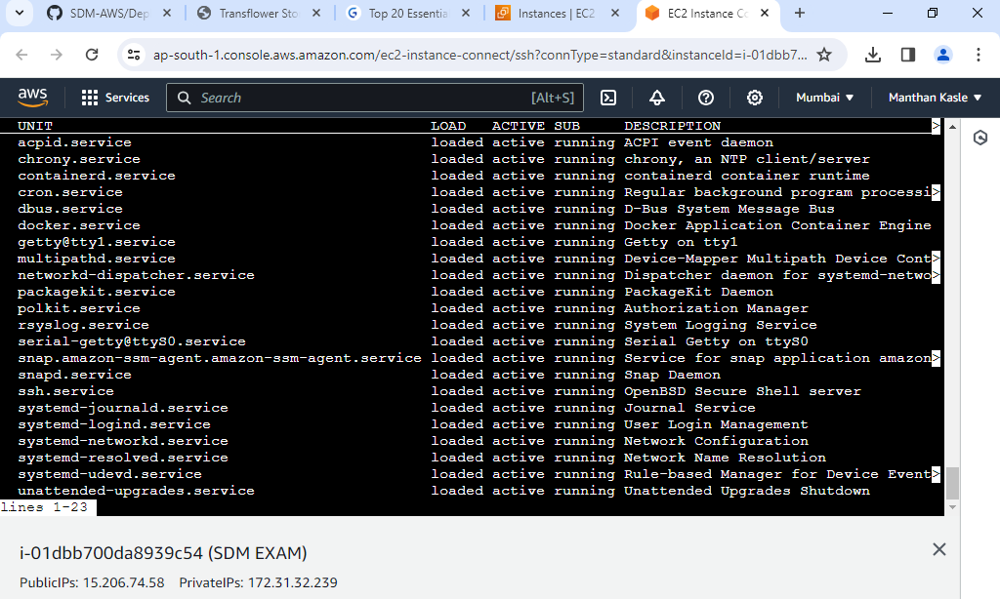 SDM-AWS/Dep
Transflower Sto
Top 20 Essentia
Instances | EC2
EC2 Instance Co
ap-south-1.console.aws.amazon.com/ec2-instance-connect/ssh?connType=standard&instanceId=i-01dbb7...
aws Services Search [Alt+S] Mumbai ▼ Manthan Kasle ▼
UNIT LOAD ACTIVE SUB DESCRIPTION >
acpid.service loaded active running ACPI event daemon
chrony.service loaded active running chrony, an NTP client/server
containerd.service loaded active running containerd container runtime
cron.service loaded active running Regular background program processi>
dbus.service loaded active running D-Bus System Message Bus
docker.service loaded active running Docker Application Container Engine
getty@tty1.service loaded active running Getty on tty1
multipathd.service loaded active running Device-Mapper Multipath Device Cont>
networkd-dispatcher.service loaded active running Dispatcher daemon for systemd-netwo>
packagekit.service loaded active running PackageKit Daemon
polkit.service loaded active running Authorization Manager
rsyslog.service loaded active running System Logging Service
serial-getty@ttyS0.service loaded active running Serial Getty on ttyS0
snap.amazon-ssm-agent.amazon-ssm-agent.service loaded active running Service for snap application amazon>
snapd.service loaded active running Snap Daemon
ssh.service loaded active running OpenBSD Secure Shell server
systemd-journald.service loaded active running Journal Service
systemd-logind.service loaded active running User Login Management
systemd-networkd.service loaded active running Network Configuration
systemd-resolved.service loaded active running Network Name Resolution
systemd-udevd.service loaded active running Rule-based Manager for Device Event>
unattended-upgrades.service loaded active running Unattended Upgrades Shutdown
lines 1-23
i-01dbb700da8939c54 (SDM EXAM)
PublicIPs: 15.206.74.58 PrivateIPs: 172.31.32.239